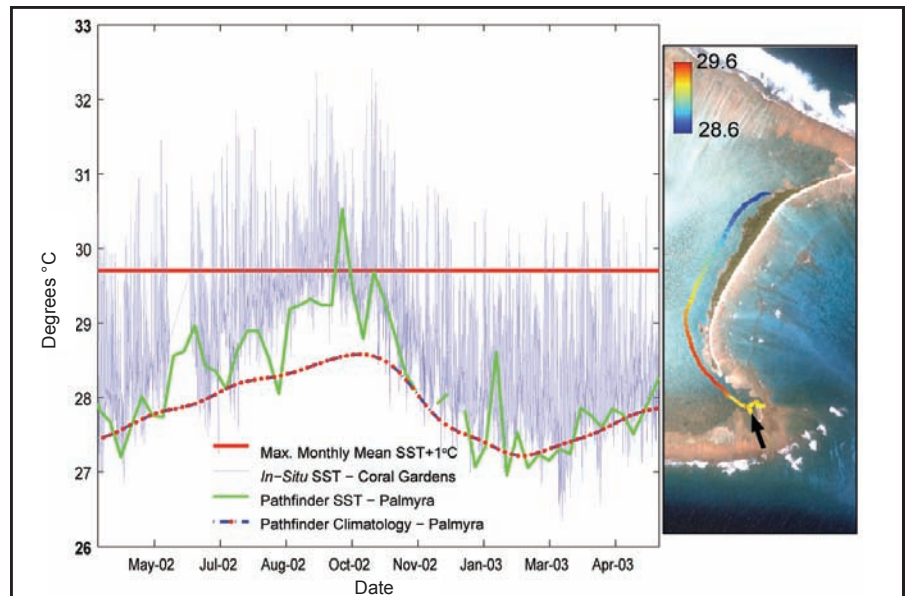 33
32
31
30
29
28
27
26
Degrees °C
Max. Monthly Mean SST+1°C
In-Situ SST – Coral Gardens
Pathfinder SST – Palmyra
Pathfinder Climatology – Palmyra
May-02 Jul-02 Aug-02 Oct-02 Nov-02 Jan-03 Mar-03 Apr-03
Date
29.6
28.6